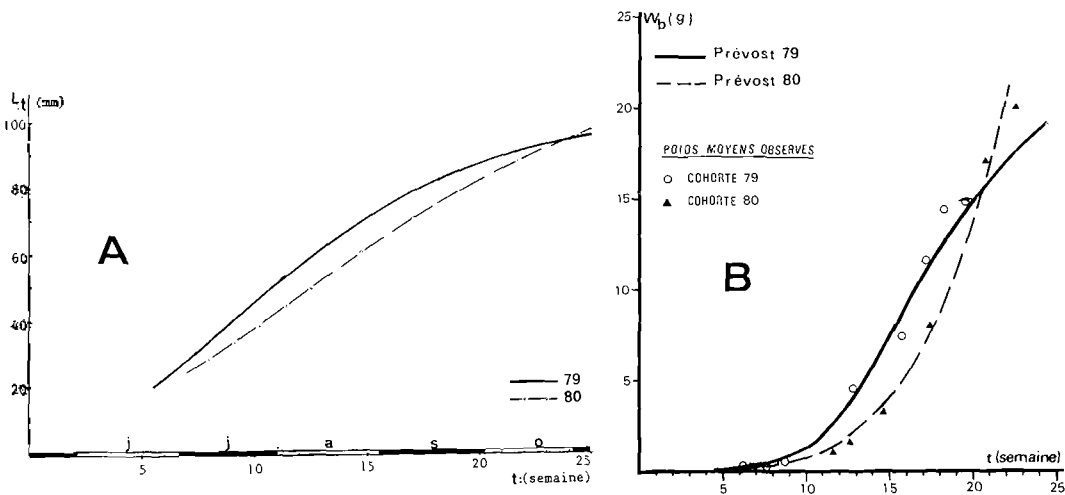 A
Lt (mm)
100
80
60
40
20
79
80
j j a s o
5 10 15 20 25
t:(semaine)
B
Wb(g)
25
20
15
10
5
Prévost 79
Prévost 80
POIDS MOYENS OBSERVES
COHORTE 79
COHORTE 80
t (semaine)
5 10 15 20 25